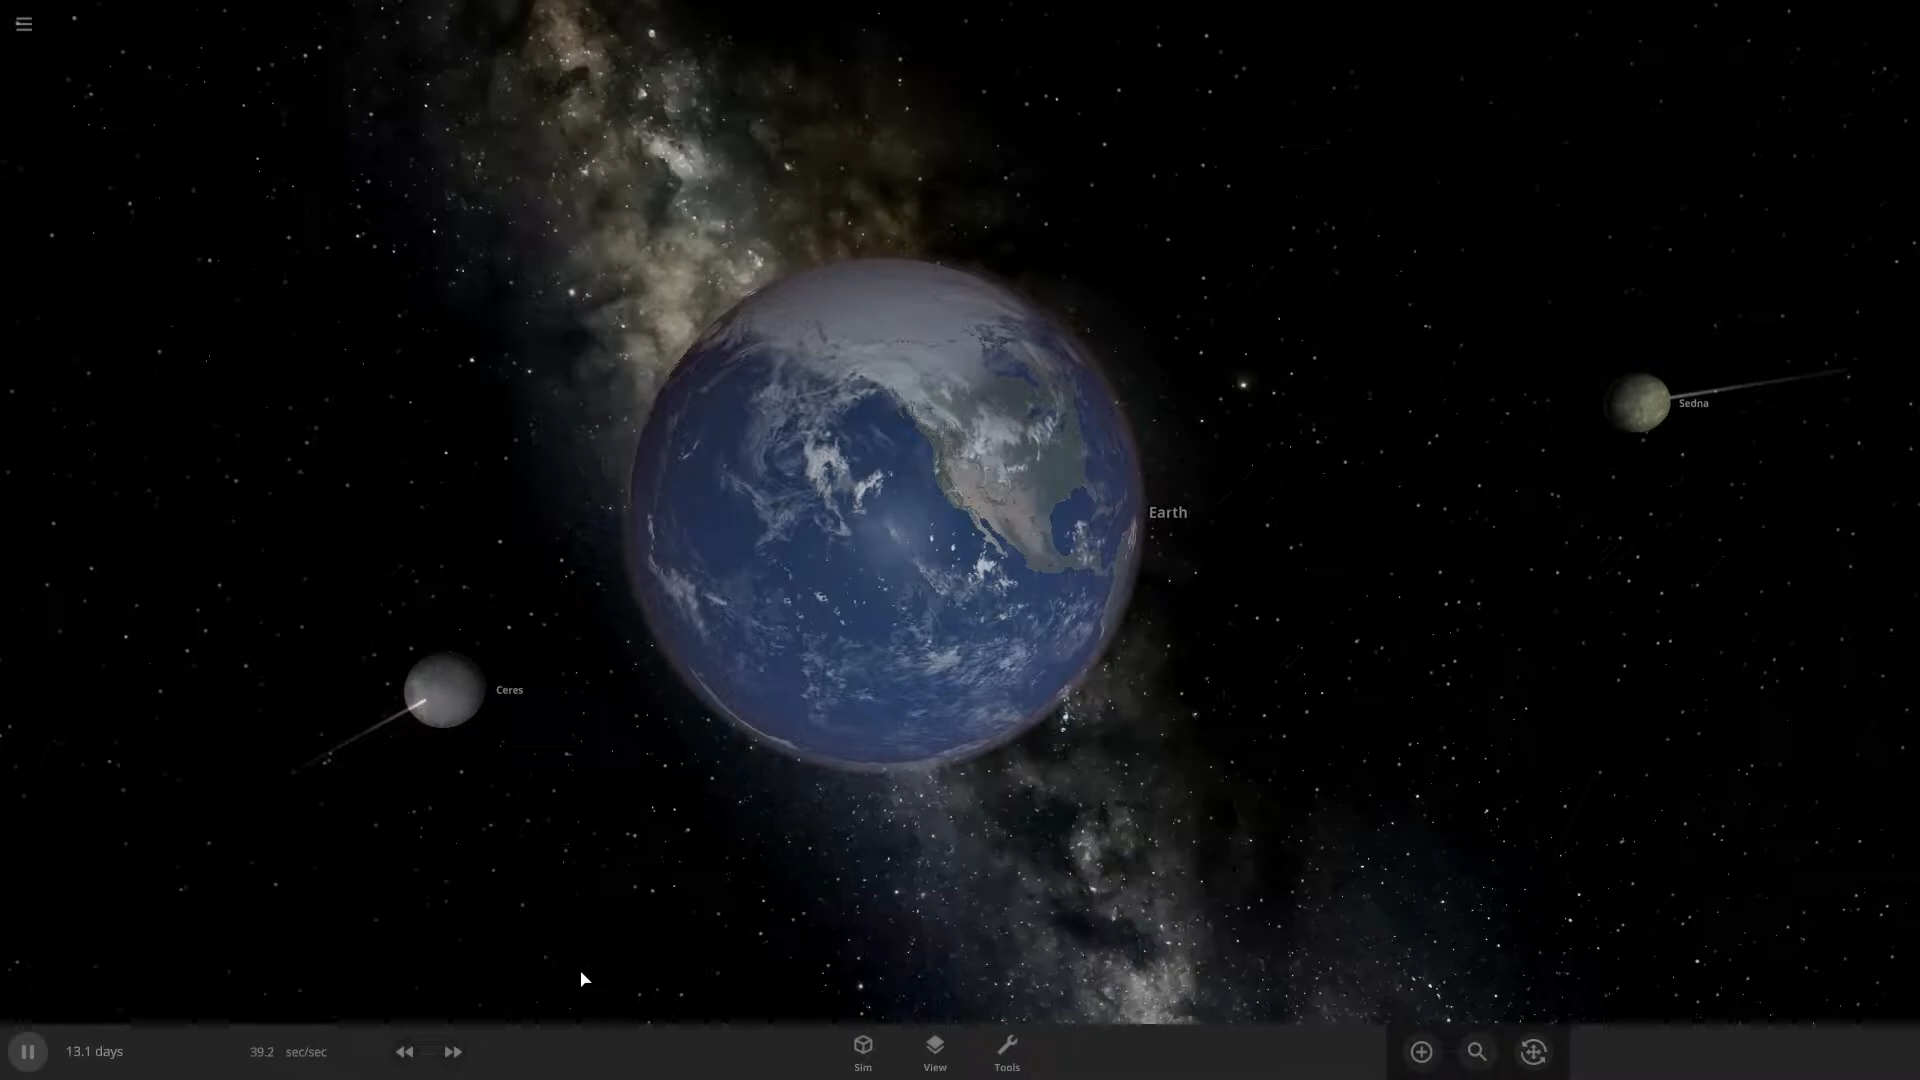 Sedna
Earth
Ceres
13.1 days
39.2 sec/sec
Sim
View
Tools